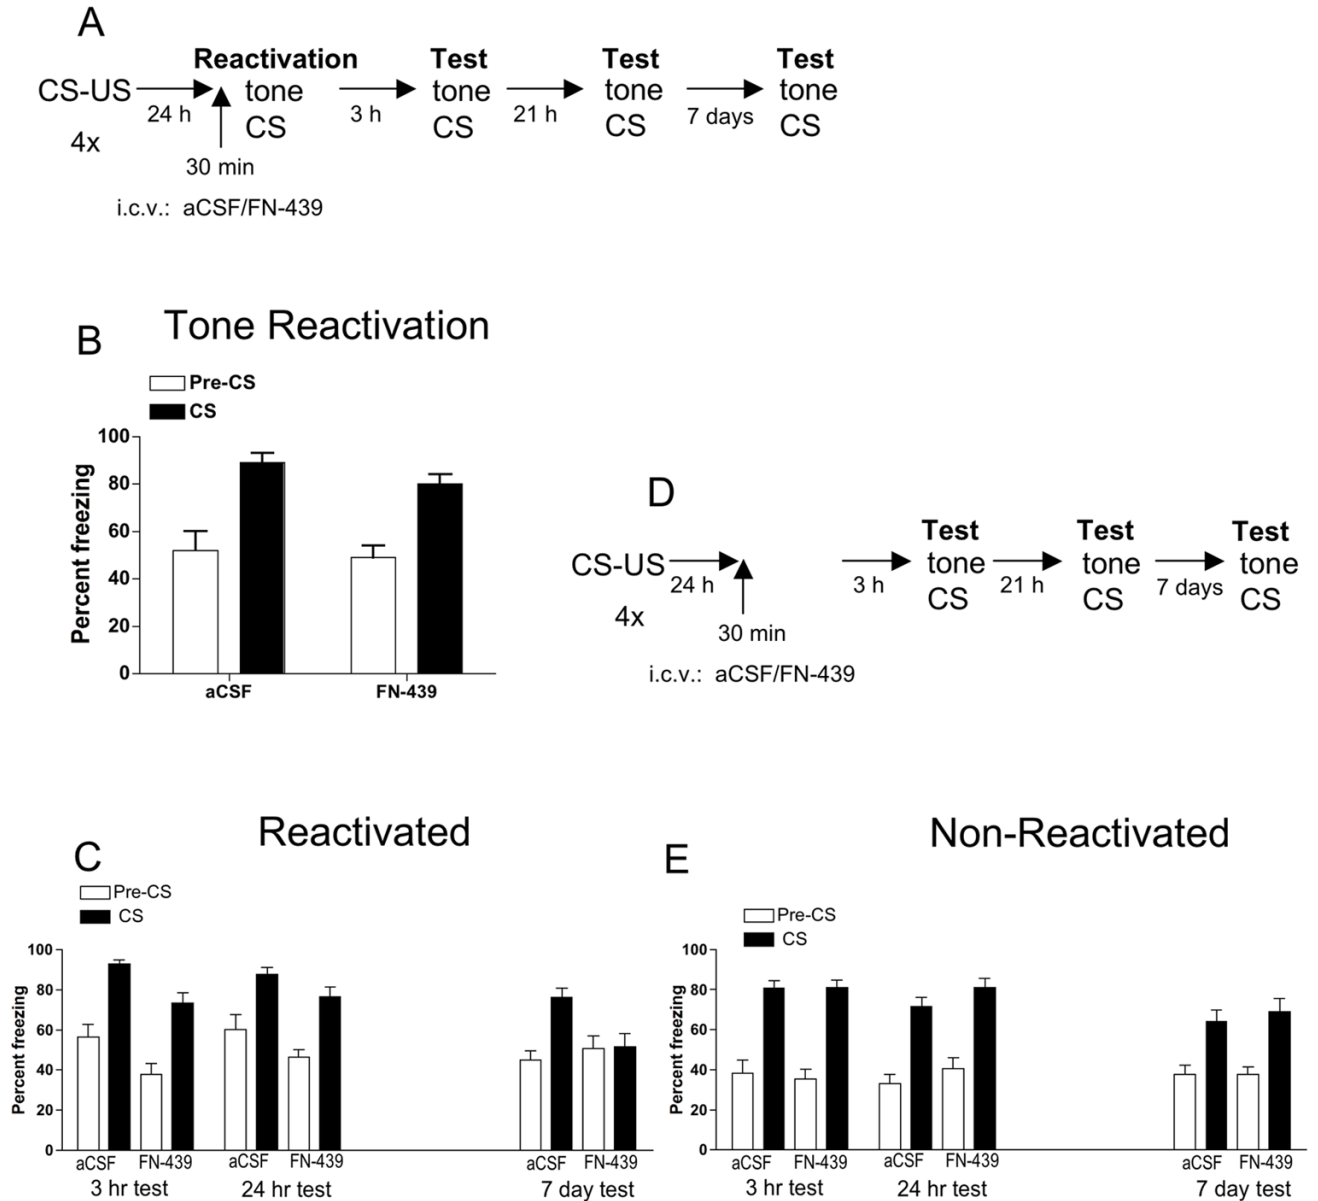 A
Reactivation Test Test Test
CS-US tone tone tone tone
24 h 3 h 21 h 7 days
4x CS CS CS CS
30 min
i.c.v.: aCSF/FN-439
B
Tone Reactivation
Pre-CS
CS
Percent freezing
100
80
60
40
20
0
aCSF FN-439
D
Test Test Test
CS-US tone tone tone
24 h 3 h 21 h 7 days
4x CS CS CS
30 min
i.c.v.: aCSF/FN-439
C
Reactivated
Pre-CS
CS
Percent freezing
100
80
60
40
20
0
aCSF FN-439 aCSF FN-439 aCSF FN-439
3 hr test 24 hr test 7 day test
E
Non-Reactivated
Pre-CS
CS
Percent freezing
100
80
60
40
20
0
aCSF FN-439 aCSF FN-439 aCSF FN-439
3 hr test 24 hr test 7 day test